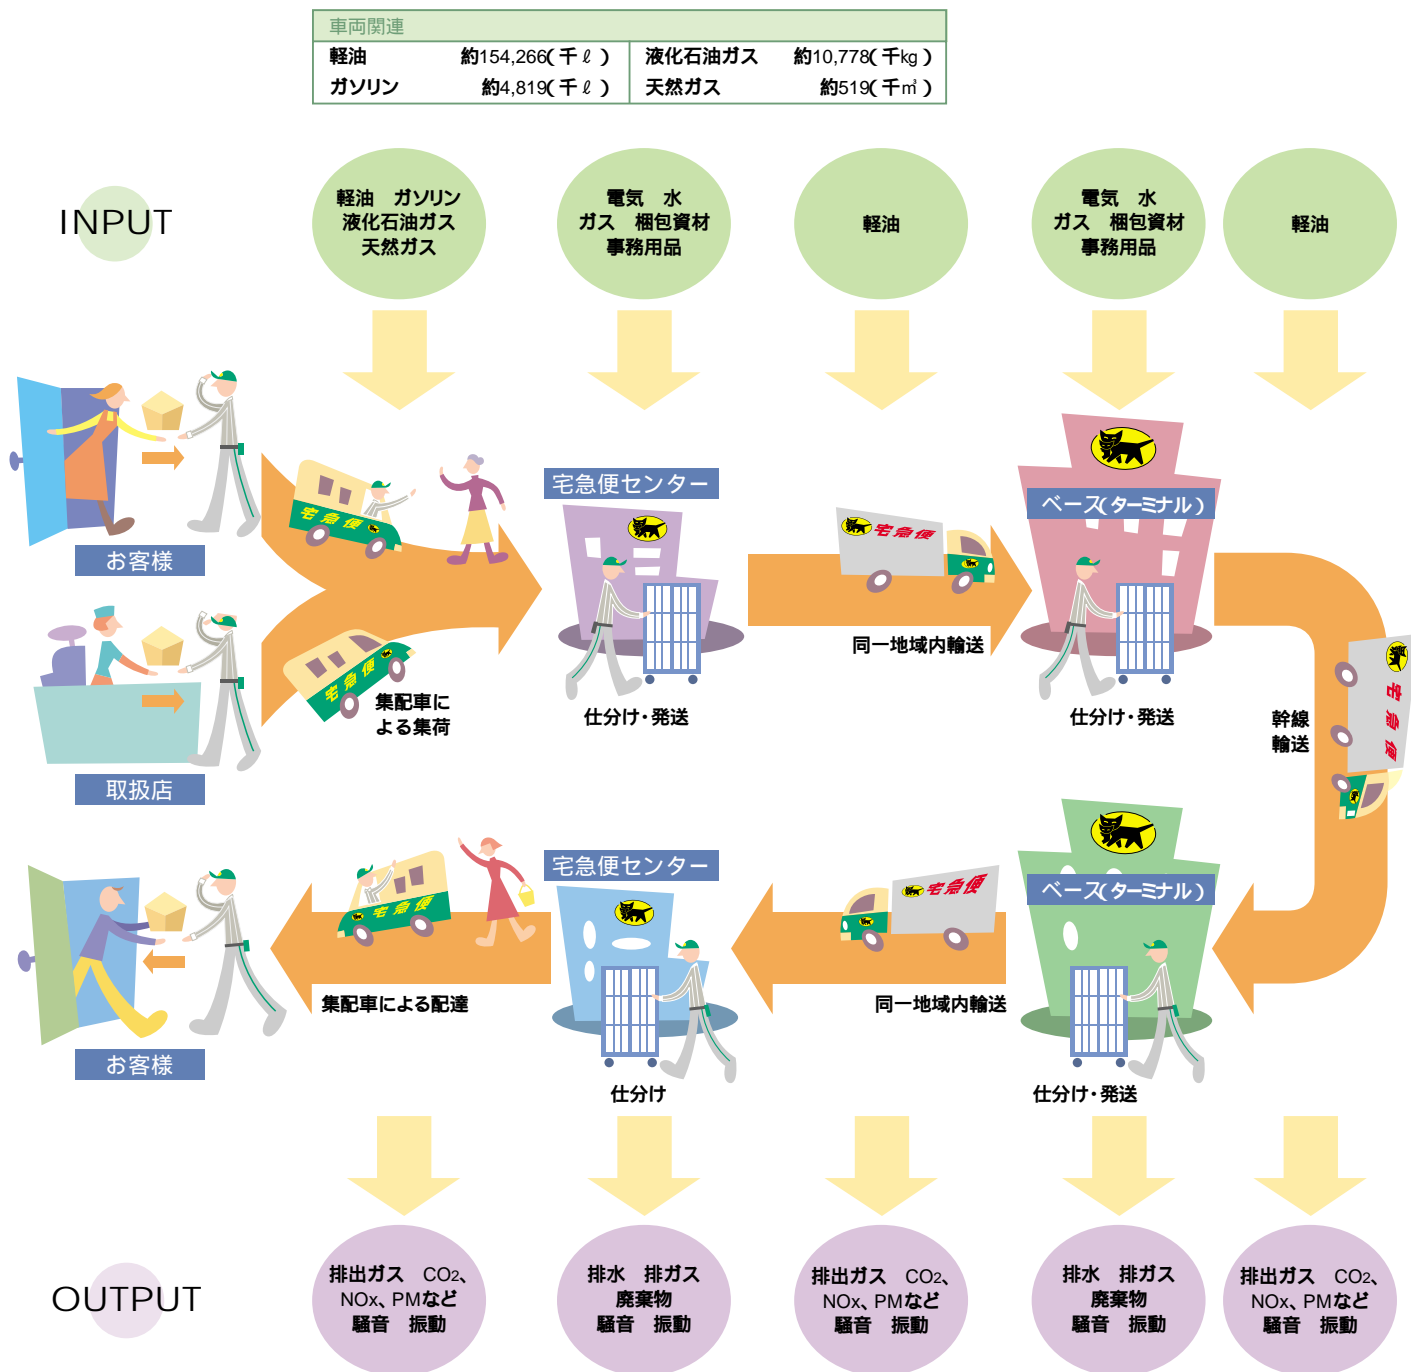 車両関連
軽油 約154,266(千ℓ) 液化石油ガス 約10,778(千kg)
ガソリン 約4,819(千ℓ) 天然ガス 約519(千㎥)
INPUT
軽油 ガソリン
液化石油ガス
天然ガス
電気 水
ガス 梱包資材
事務用品
軽油
電気 水
ガス 梱包資材
事務用品
軽油
お客様
宅急便
宅急便センター
宅急便
ベース(ターミナル)
取扱店
宅急便
集配車に
よる集荷
仕分け・発送
同一地域内輸送
仕分け・発送
幹線
輸送
宅急便
お客様
宅急便
集配車による配達
宅急便センター
仕分け
宅急便
同一地域内輸送
ベース(ターミナル)
仕分け・発送
OUTPUT
排出ガス CO2、
NOx、PMなど
騒音 振動
排水 排ガス
廃棄物
騒音 振動
排出ガス CO2、
NOx、PMなど
騒音 振動
排水 排ガス
廃棄物
騒音 振動
排出ガス CO2、
NOx、PMなど
騒音 振動